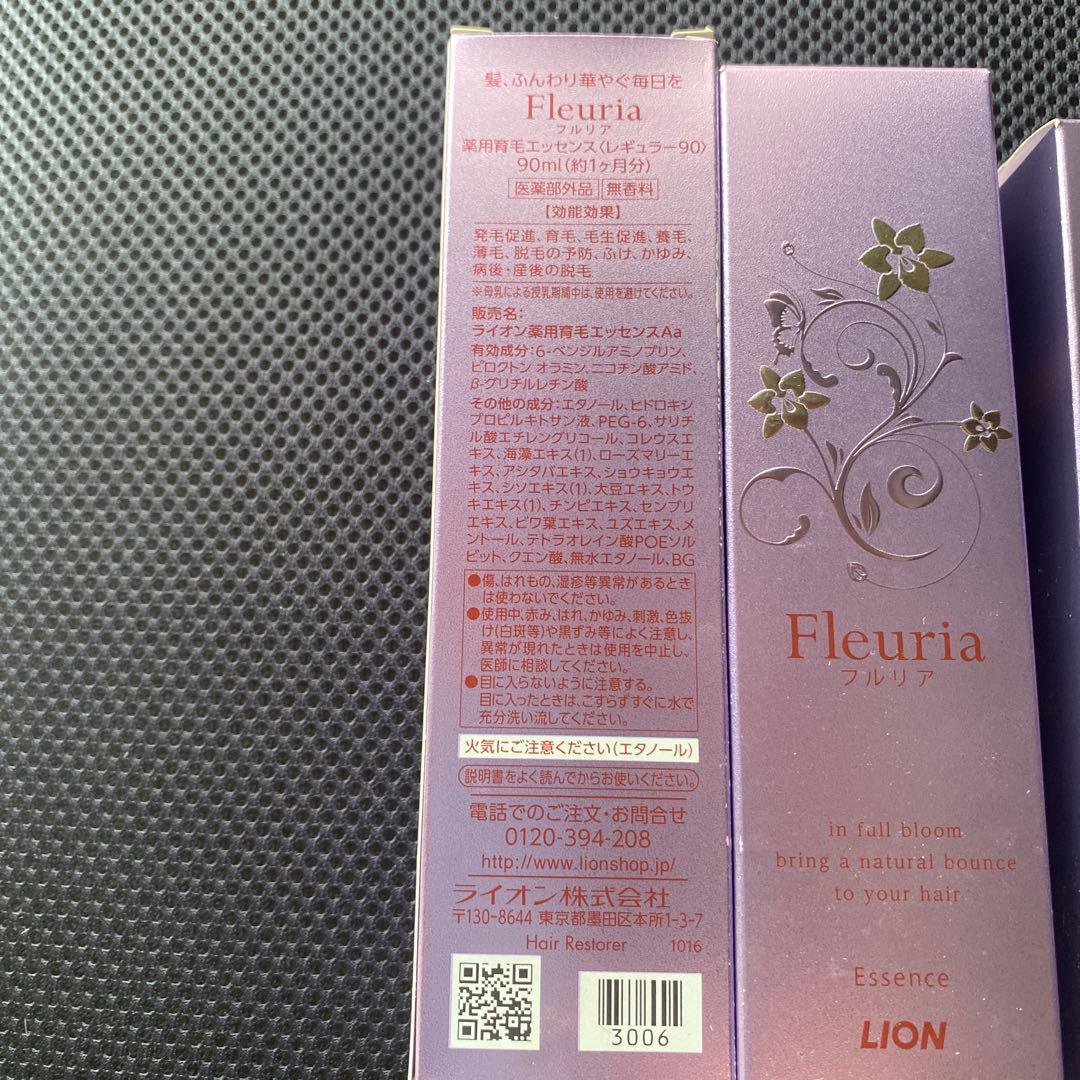 髪、ふんわり華やぐ毎日を
Fleuria
フルリア
薬用育毛エッセンス〈レギュラー90〉
90ml(約1ヶ月分)
医薬部外品 無香料
【効能効果】
発毛促進、育毛、毛生促進、養毛、
薄毛、脱毛の予防、ふけ、かゆみ、
病後・産後の脱毛
※母乳による授乳期間中は、使用を避けてください。
販売名:
ライオン薬用育毛エッセンスAa
有効成分:6-ベンジルアミノプリン、
ピロクトン オラミン、ニコチン酸アミド、
β-グリチルレチン酸
その他の成分:エタノール、ヒドロキシ
プロピルキトサン液、PEG-6、サリチ
ル酸エチレングリコール、コレウスエ
キス、海藻エキス(1)、ローズマリーエ
キス、アシタバエキス、ショウキョウエ
キス、シソエキス(1)、大豆エキス、トウ
キエキス(1)、チンピエキス、センブリ
エキス、ビワ葉エキス、ユズエキス、メ
ントール、テトラオレイン酸POEソル
ビット、クエン酸、無水エタノール、BG
●傷、はれもの、湿疹等異常があるとき
は使わないでください。
●使用中、赤み、はれ、かゆみ、刺激、色抜
け(白斑等)や黒ずみ等によく注意し、
異常が現れたときは使用を中止し、
医師に相談してください。
●目に入らないように注意する。
目に入ったときは、こすらずすぐに水で
充分洗い流してください。
火気にご注意ください(エタノール)
説明書をよく読んでからお使いください。
電話でのご注文・お問合せ
0120-394-208
http://www.lionshop.jp/
ライオン株式会社
〒130-8644 東京都墨田区本所1-3-7
Hair Restorer 1016
3006
Fleuria
フルリア
in full bloom
bring a natural bounce
to your hair
Essence
LION